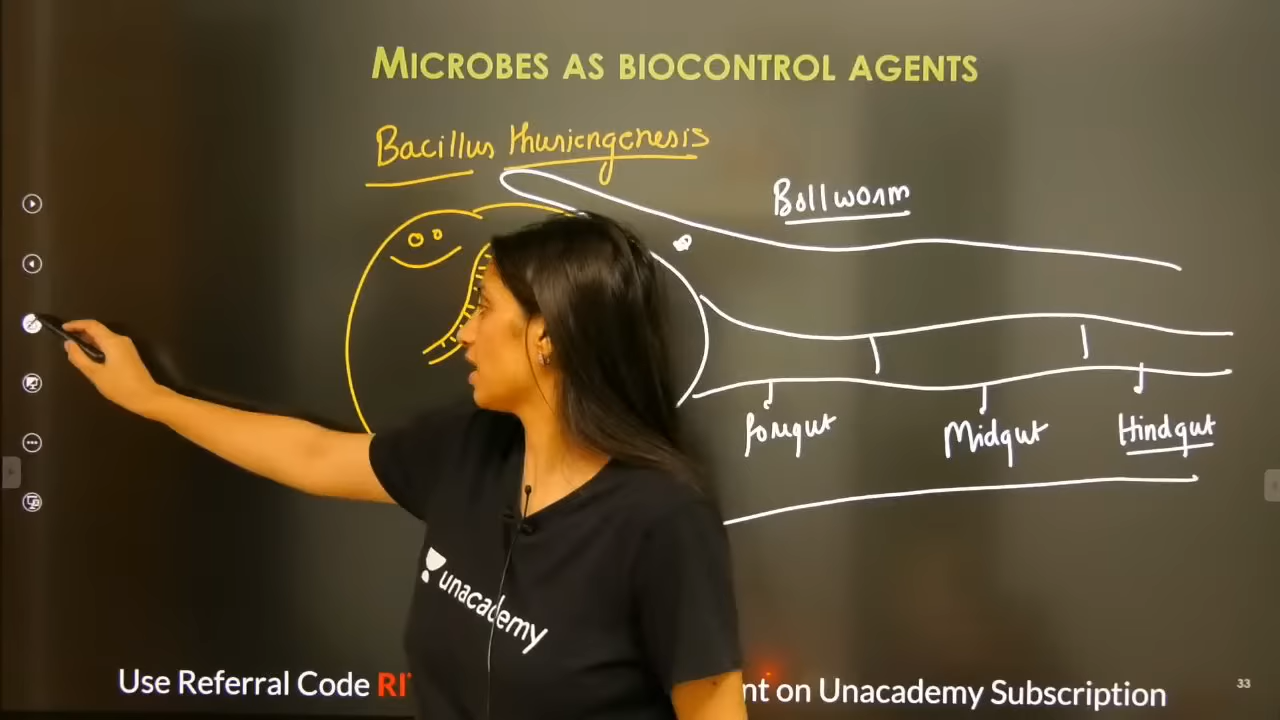 MICROBES AS BIOCONTROL AGENTS
Bacillus thuriengenesis
Bollworm
Foregut
Midgut
Hindgut
unacademy
Use Referral Code RI
nt on Unacademy Subscription
33